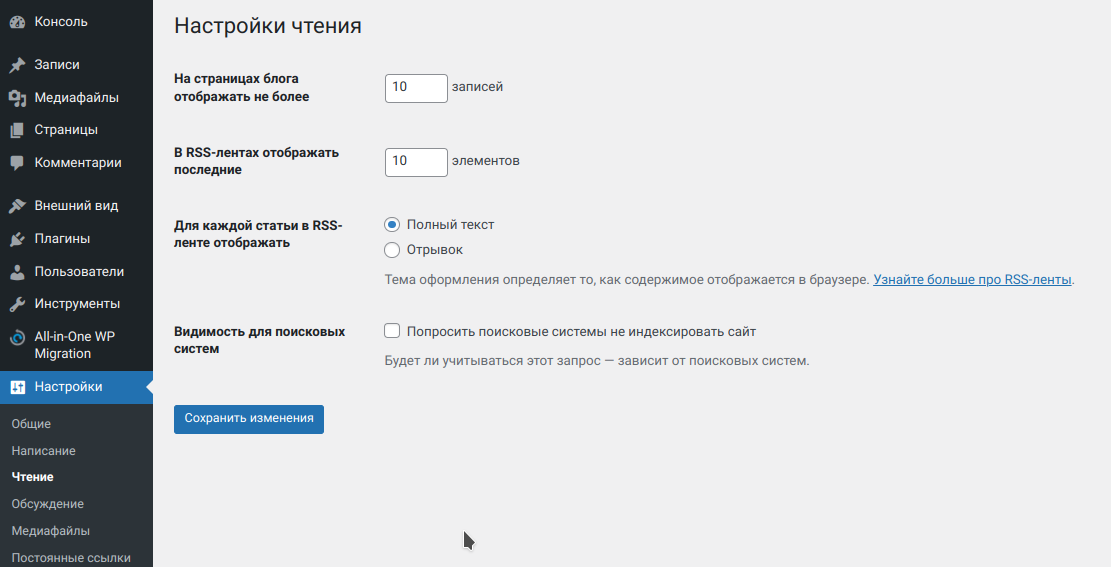 Консоль
Записи
Медиафайлы
Страницы
Комментарии
Внешний вид
Плагины
Пользователи
Инструменты
All-in-One WP
Migration
Настройки
Общие
Написание
Чтение
Обсуждение
Медиафайлы
Постоянные ссылки
Настройки чтения
На страницах блога
отображать не более
10 записей
В RSS-лентах отображать
последние
10 элементов
Для каждой статьи в RSS-
ленте отображать
Полный текст
Отрывок
Тема оформления определяет то, как содержимое отображается в браузере. Узнайте больше про RSS-ленты.
Видимость для поисковых
систем
Попросить поисковые системы не индексировать сайт
Будет ли учитываться этот запрос — зависит от поисковых систем.
Сохранить изменения